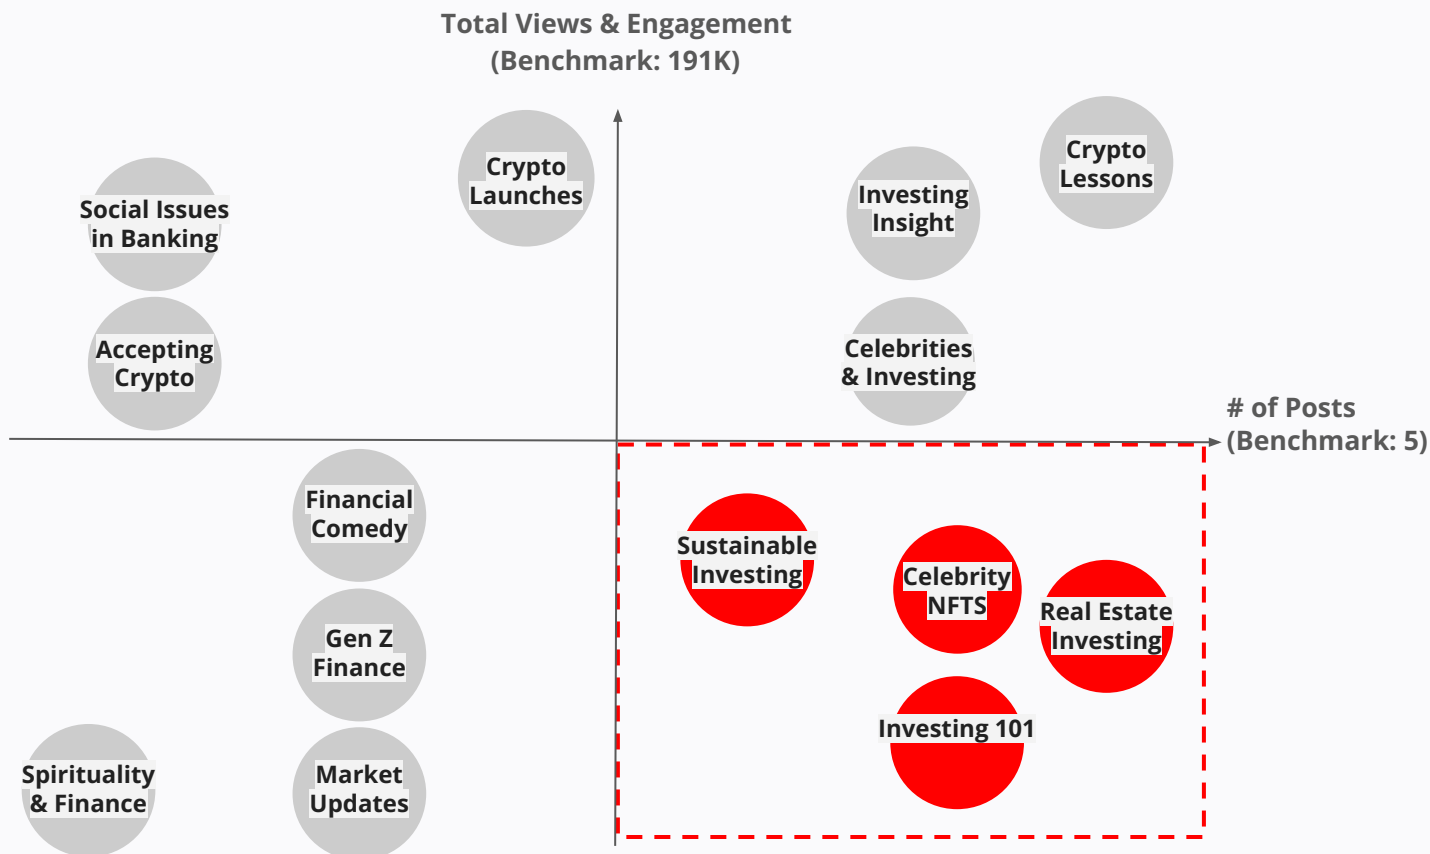 Total Views & Engagement
(Benchmark: 191K)
Crypto
Launches
Crypto
Lessons
Investing
Insight
Social Issues
in Banking
Accepting
Crypto
Celebrities
& Investing
# of Posts
(Benchmark: 5)
Financial
Comedy
Sustainable
Investing
Celebrity
NFTS
Real Estate
Investing
Gen Z
Finance
Investing 101
Spirituality
& Finance
Market
Updates